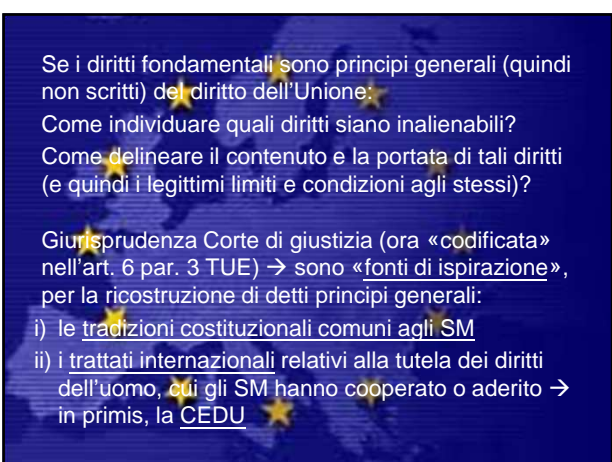 Se i diritti fondamentali sono principi generali (quindi
non scritti) del diritto dell'Unione:
Come individuare quali diritti siano inalienabili?
Come delineare il contenuto e la portata di tali diritti
(e quindi i legittimi limiti e condizioni agli stessi)?
Giurisprudenza Corte di giustizia (ora «codificata»
nell'art. 6 par. 3 TUE) → sono «fonti di ispirazione»,
per la ricostruzione di detti principi generali:
i) le tradizioni costituzionali comuni agli SM
ii) i trattati internazionali relativi alla tutela dei diritti
dell'uomo, cui gli SM hanno cooperato o aderito →
in primis, la CEDU